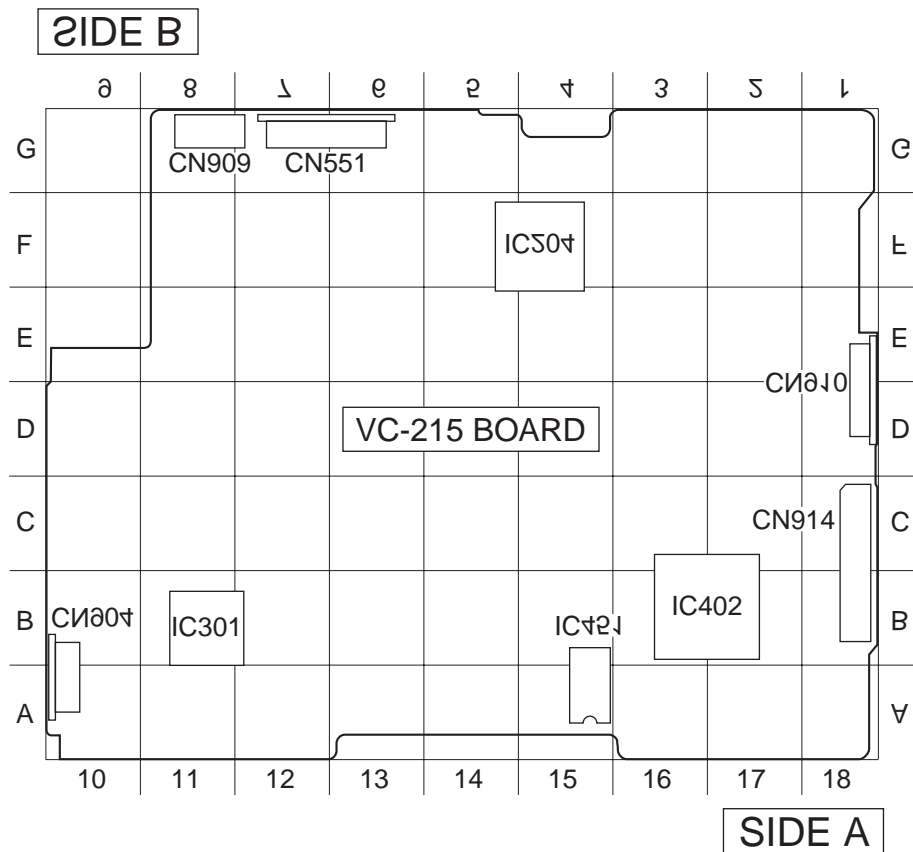 SIDE B
9 8 7 6 5 4 3 2 1
G CN909 CN551 G
F IC204 F
E E
CN910
D VC-215 BOARD D
C CN914 C
B CN904 IC301 IC451 IC402 B
A A
10 11 12 13 14 15 16 17 18
SIDE A